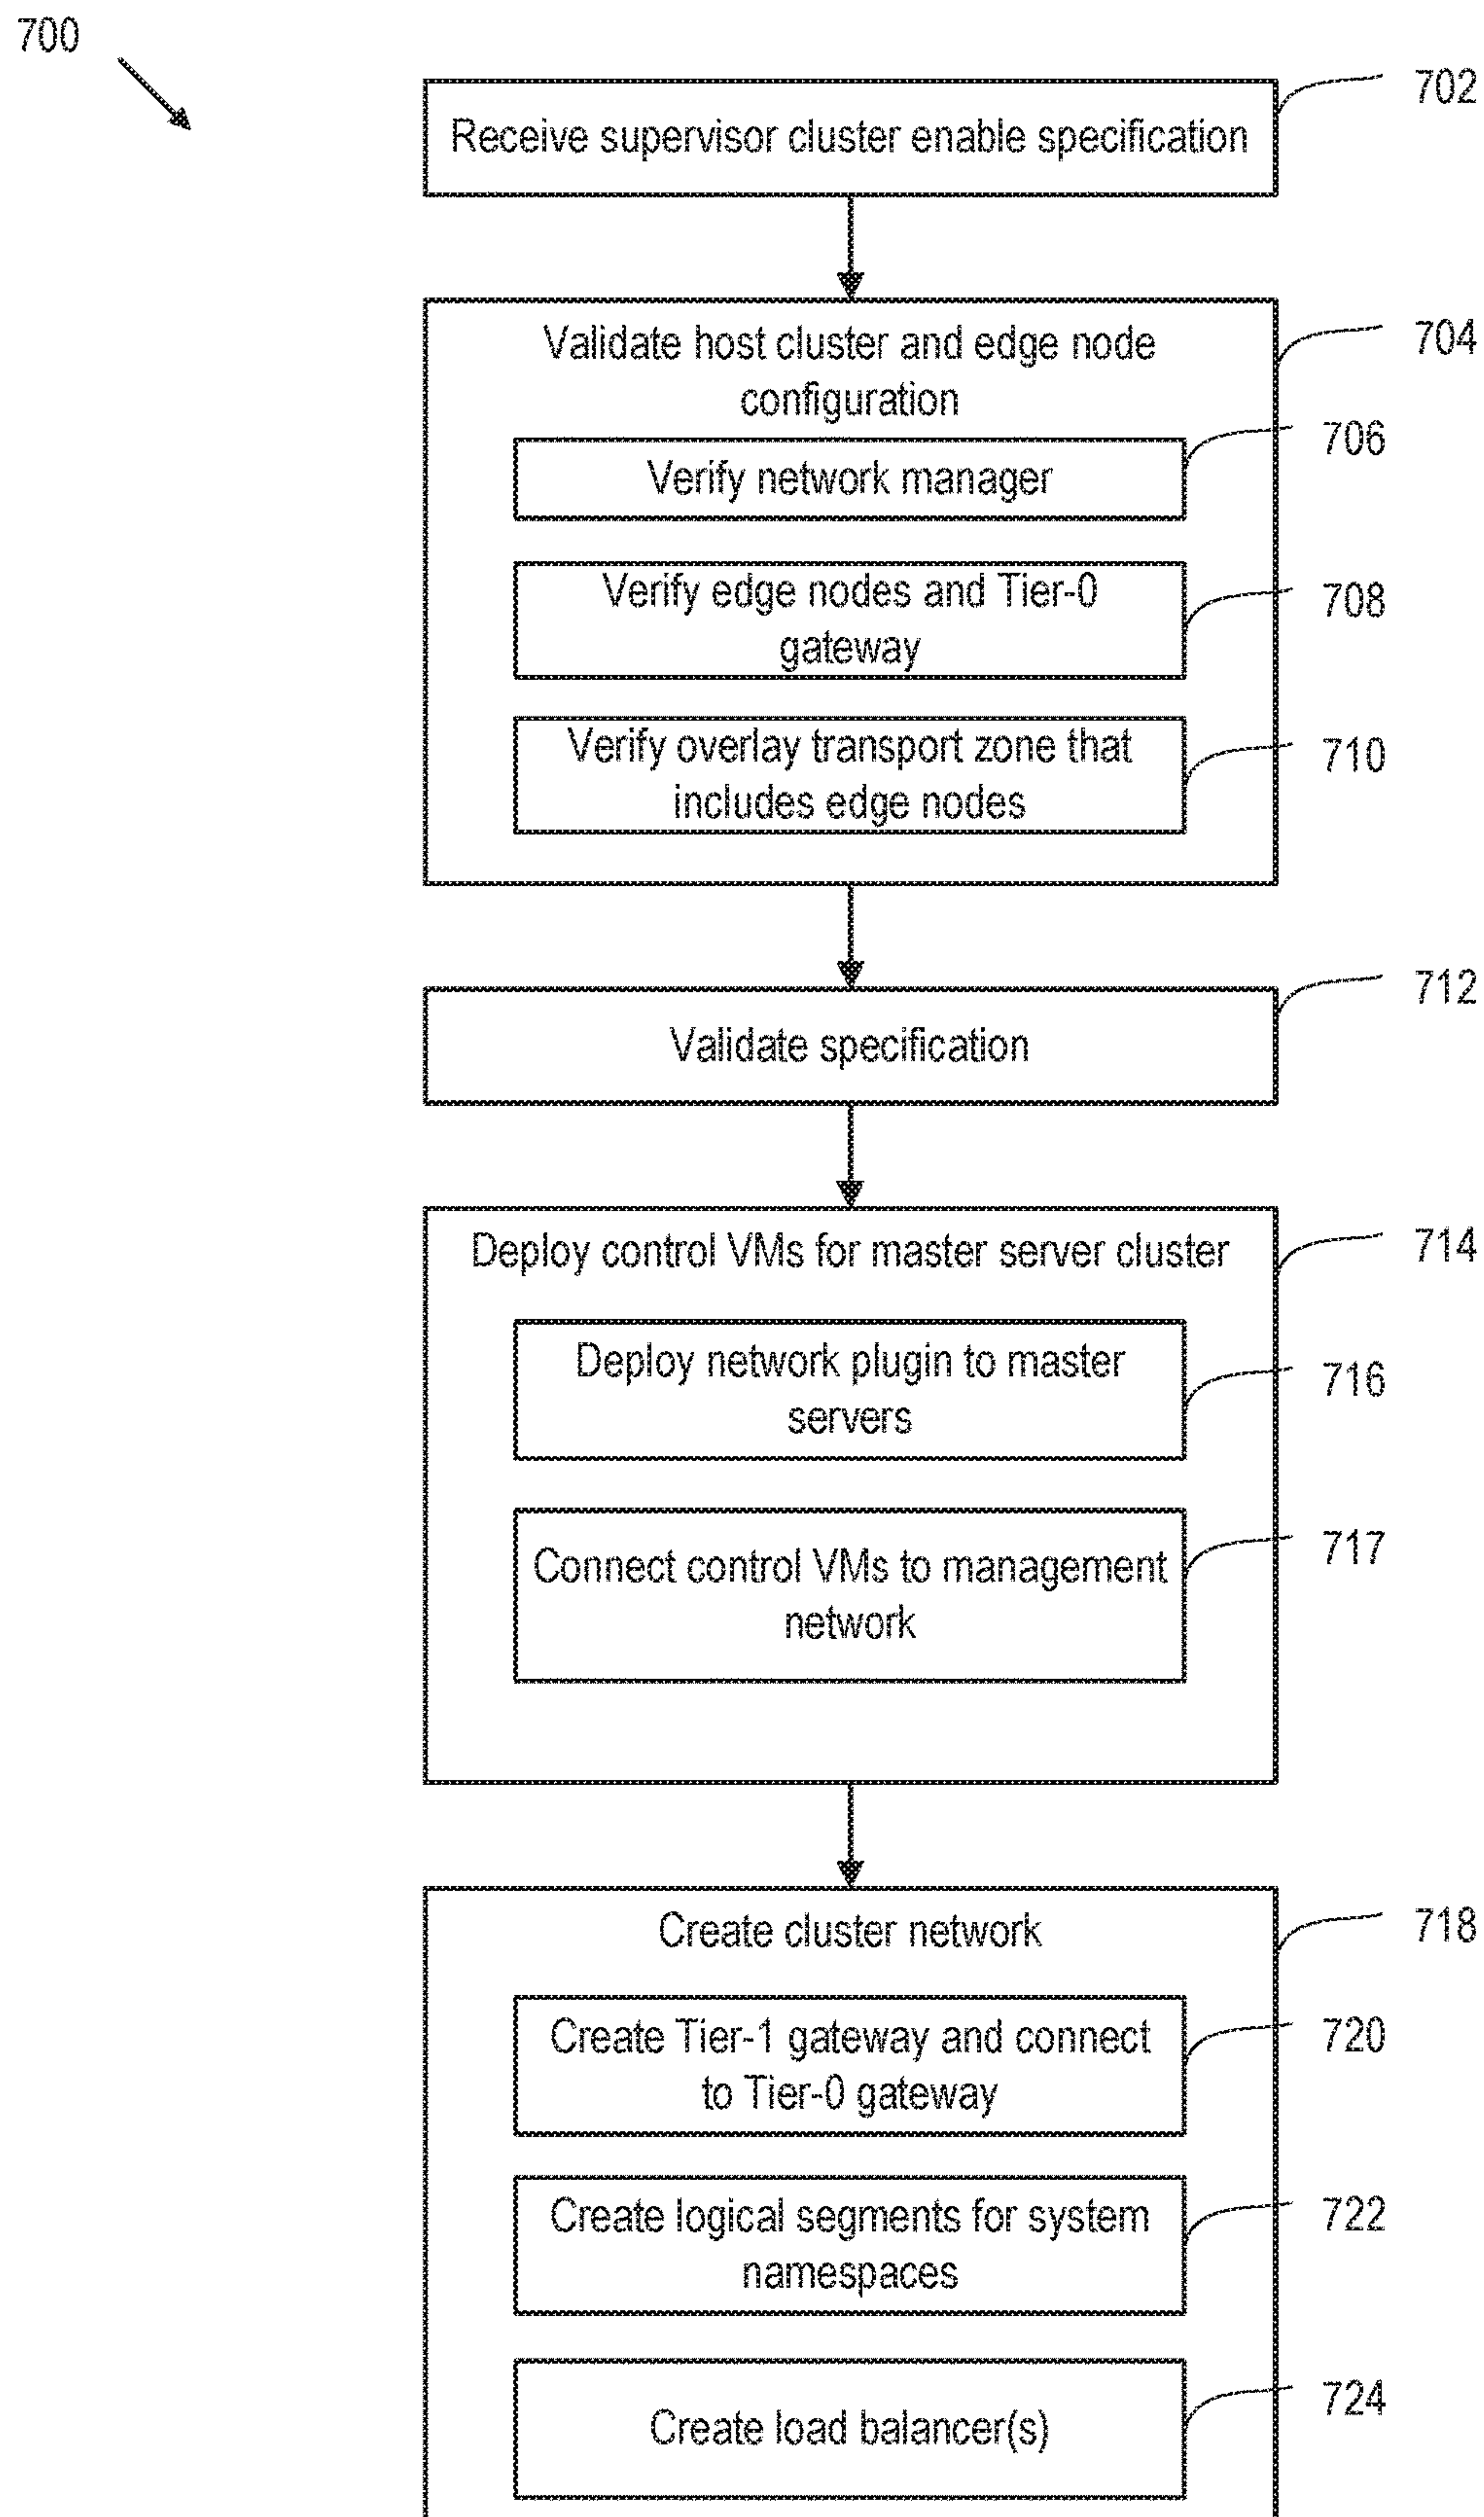 700
702
Receive supervisor cluster enable specification
704
Validate host cluster and edge node
configuration
706
Verify network manager
708
Verify edge nodes and Tier-0
gateway
710
Verify overlay transport zone that
includes edge nodes
712
Validate specification
714
Deploy control VMs for master server cluster
716
Deploy network plugin to master
servers
717
Connect control VMs to management
network
718
Create cluster network
720
Create Tier-1 gateway and connect
to Tier-0 gateway
722
Create logical segments for system
namespaces
724
Create load balancer(s)